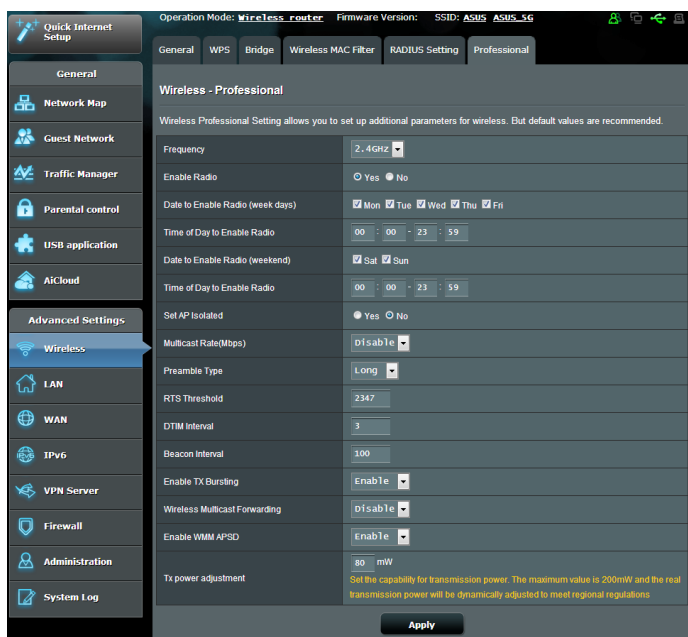 Operation Mode: Wireless router Firmware Version: SSID: ASUS ASUS_5G
Quick Internet
Setup
General WPS Bridge Wireless MAC Filter RADIUS Setting Professional
General
Network Map
Guest Network
Traffic Manager
Parental control
USB application
AiCloud
Advanced Settings
Wireless
LAN
WAN
IPv6
VPN Server
Firewall
Administration
System Log
Wireless - Professional
Wireless Professional Setting allows you to set up additional parameters for wireless. But default values are recommended.
Frequency 2.4GHz
Enable Radio Yes No
Date to Enable Radio (week days) Mon Tue Wed Thu Fri
Time of Day to Enable Radio 00 : 00 - 23 : 59
Date to Enable Radio (weekend) Sat Sun
Time of Day to Enable Radio 00 : 00 - 23 : 59
Set AP Isolated Yes No
Multicast Rate(Mbps) Disable
Preamble Type Long
RTS Threshold 2347
DTIM Interval 3
Beacon Interval 100
Enable TX Bursting Enable
Wireless Multicast Forwarding Disable
Enable WMM APSD Enable
Tx power adjustment 80 mW
Set the capability for transmission power. The maximum value is 200mW and the real
transmission power will be dynamically adjusted to meet regional regulations
Apply